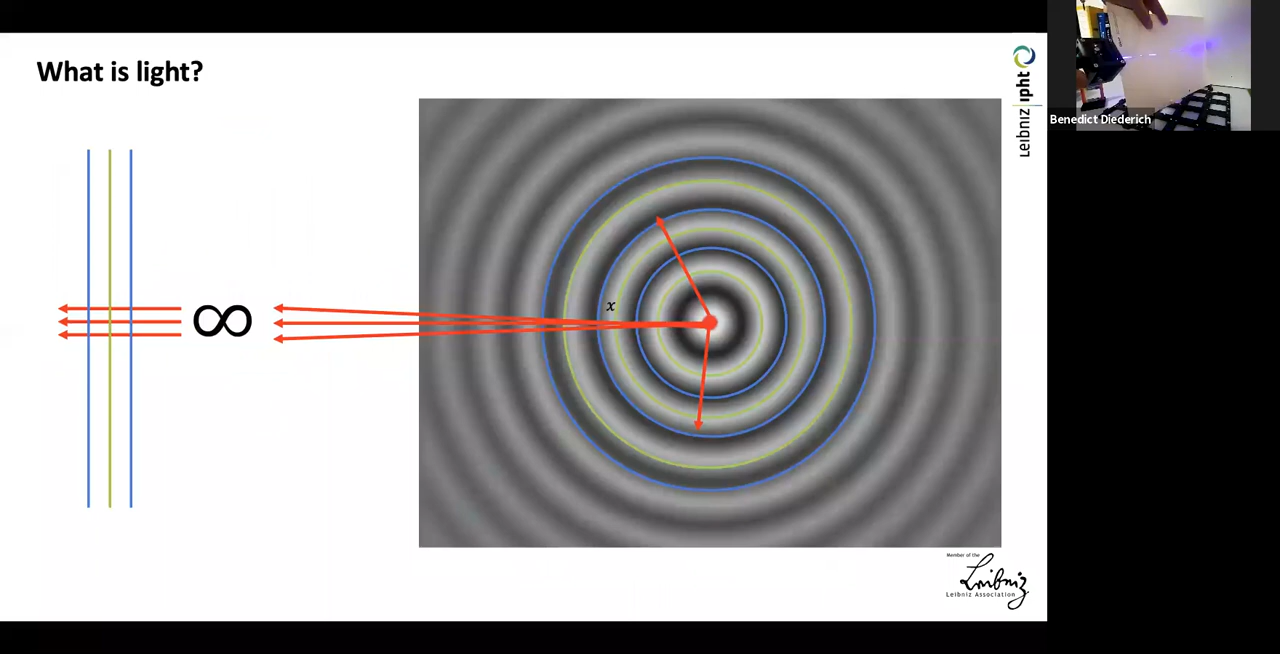 What is light?
Leibniz ipht
Benedict Diederich
x
∞
Member of the
Leibniz
Leibniz Association